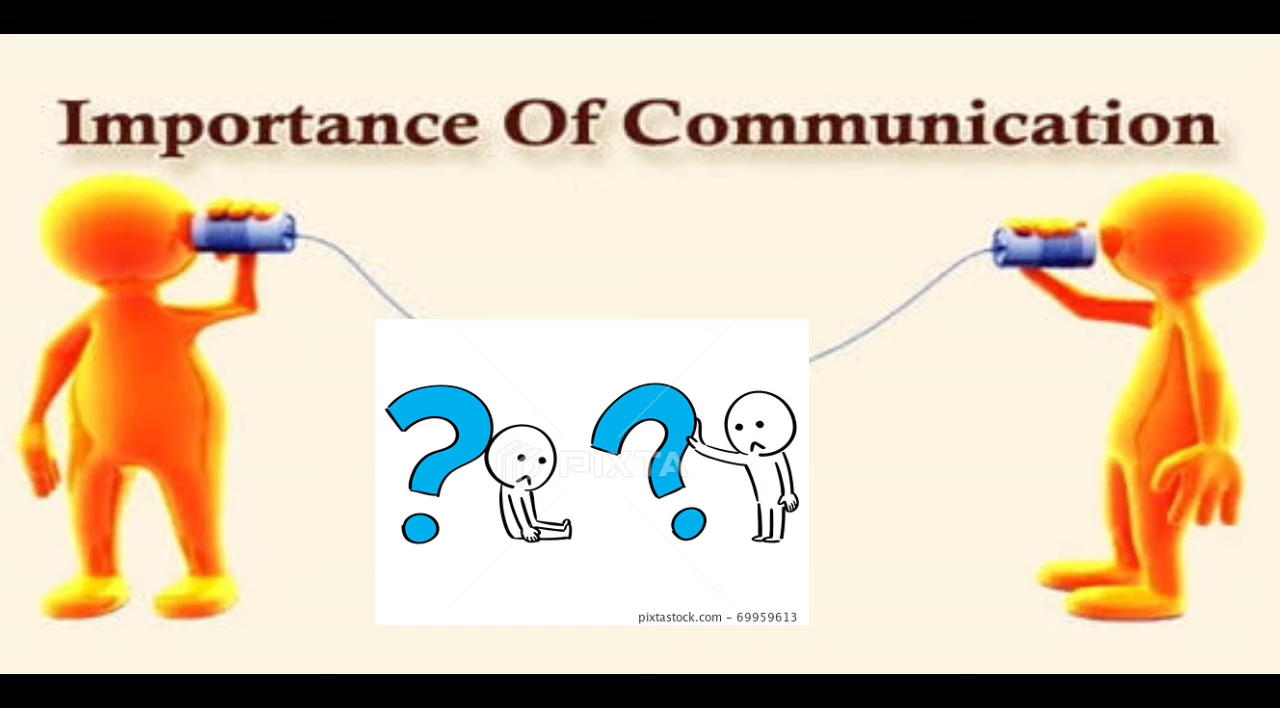 Importance Of Communication
? ?
PIXTA
pixtastock.com – 69959613